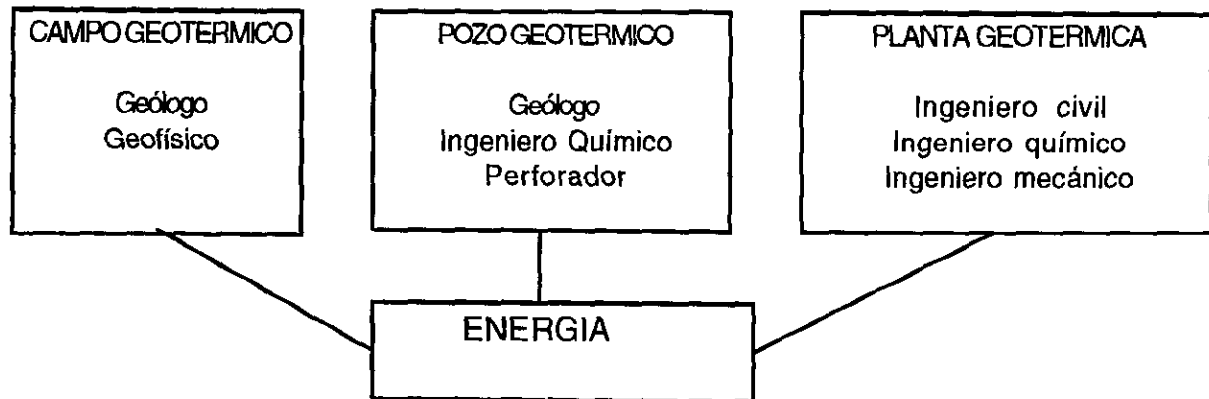 CAMPO GEOTERMICO
Geólogo
Geofísico
POZO GEOTERMICO
Geólogo
Ingeniero Químico
Perforador
PLANTA GEOTERMICA
Ingeniero civil
Ingeniero químico
Ingeniero mecánico
ENERGIA